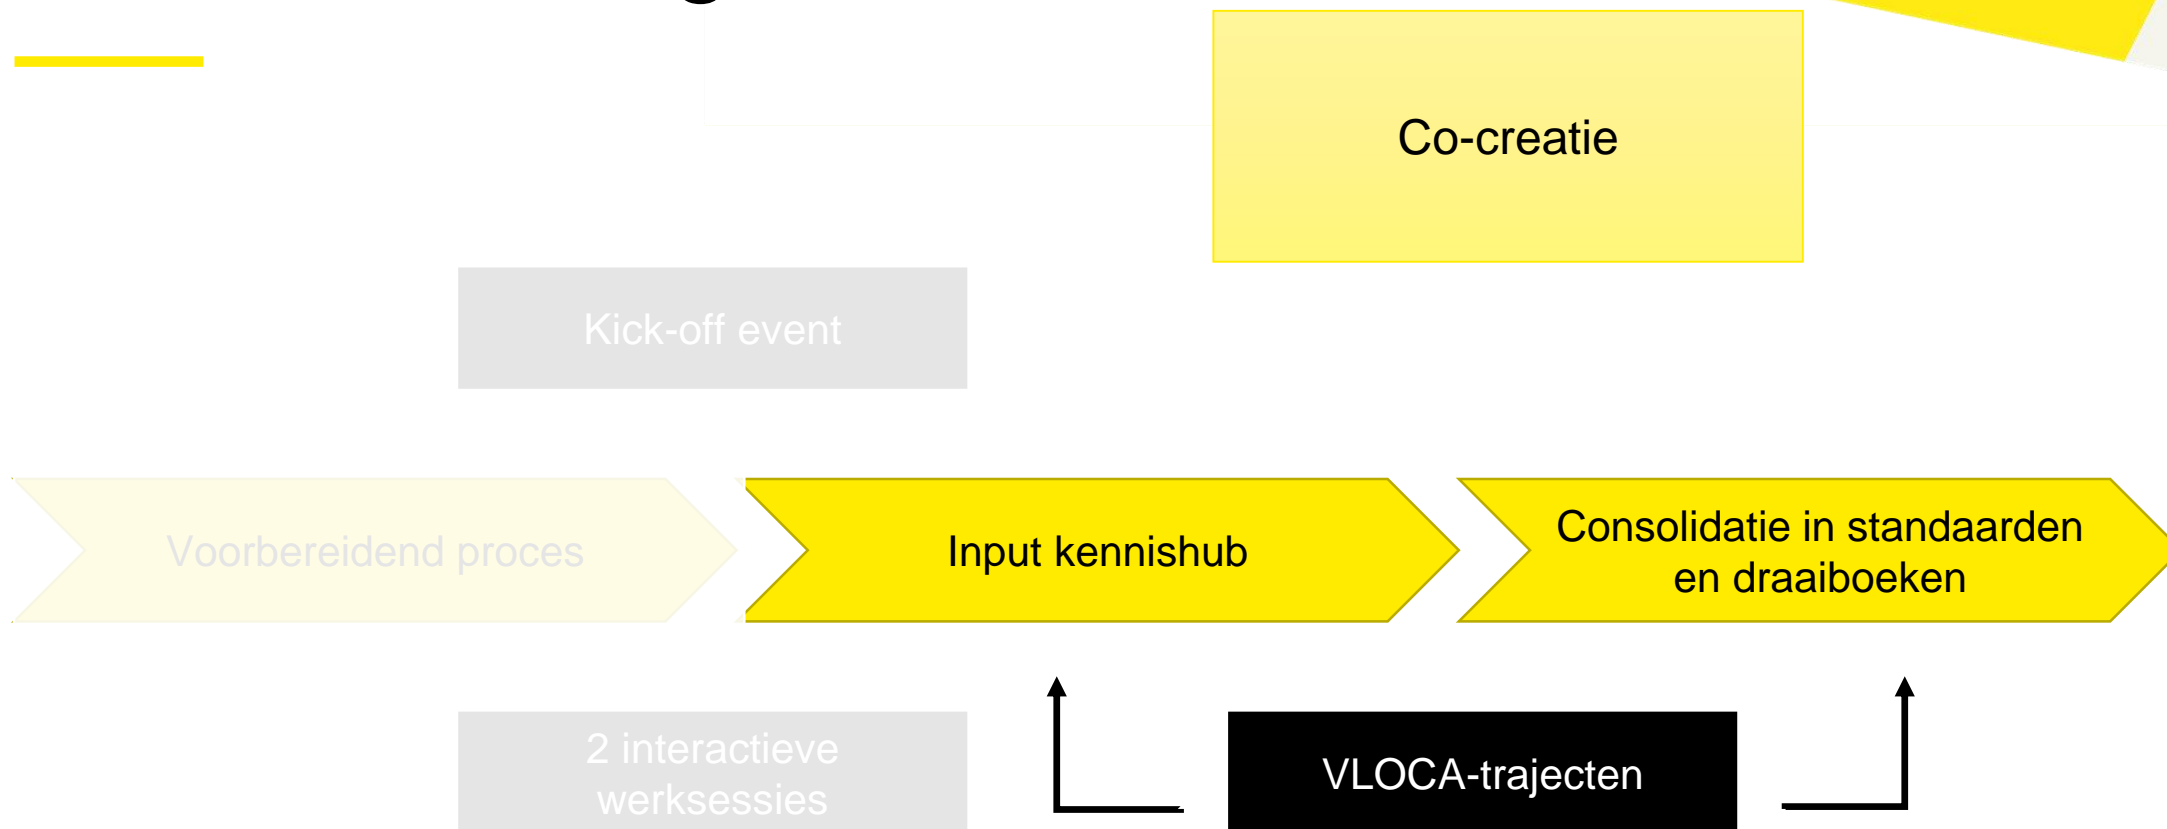 Co-creatie
Kick-off event
Voorbereidend proces
Input kennishub
Consolidatie in standaarden
en draaiboeken
2 interactieve
werksessies
VLOCA-trajecten